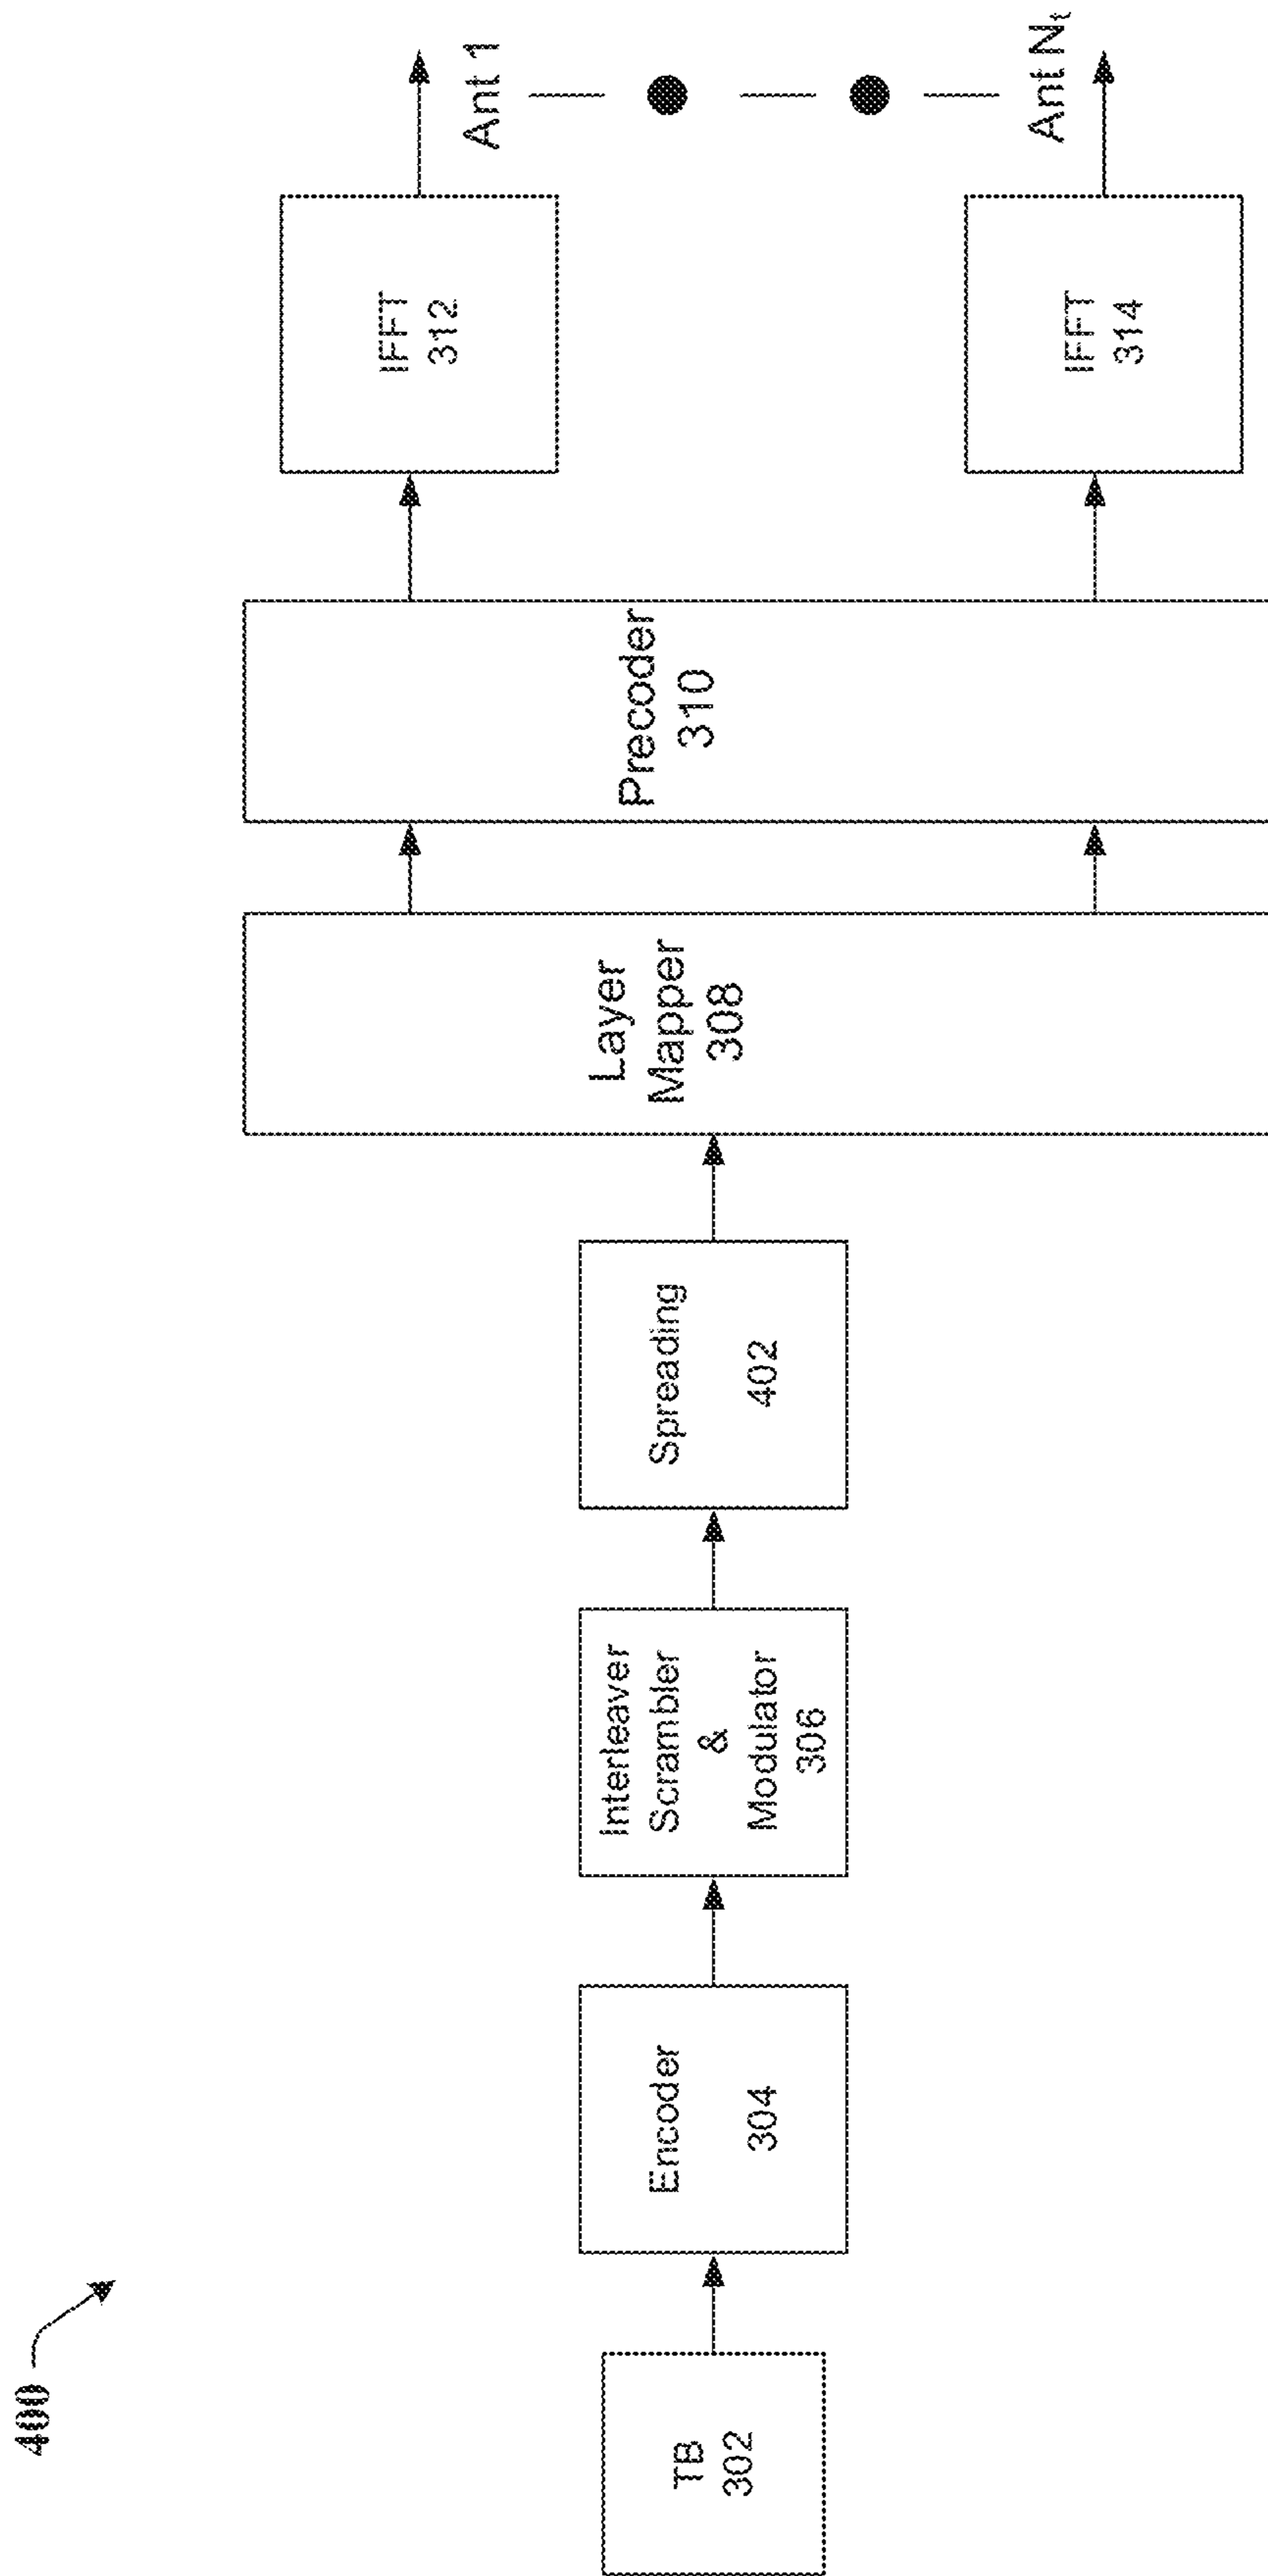 400
TB
302
Encoder
304
Interleaver
Scrambler
&
Modulator
306
Spreading
402
Layer
Mapper
308
Precoder
310
IFFT
312
IFFT
314
Ant 1
Ant Nt